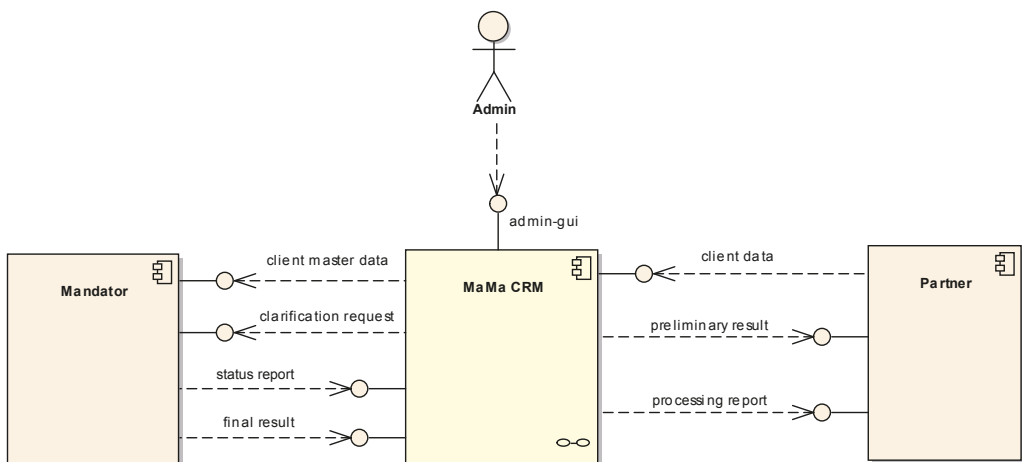 Admin
admin-gui
client master data
client data
Mandator
MaMa CRM
Partner
clarification request
preliminary result
status report
processing report
final result